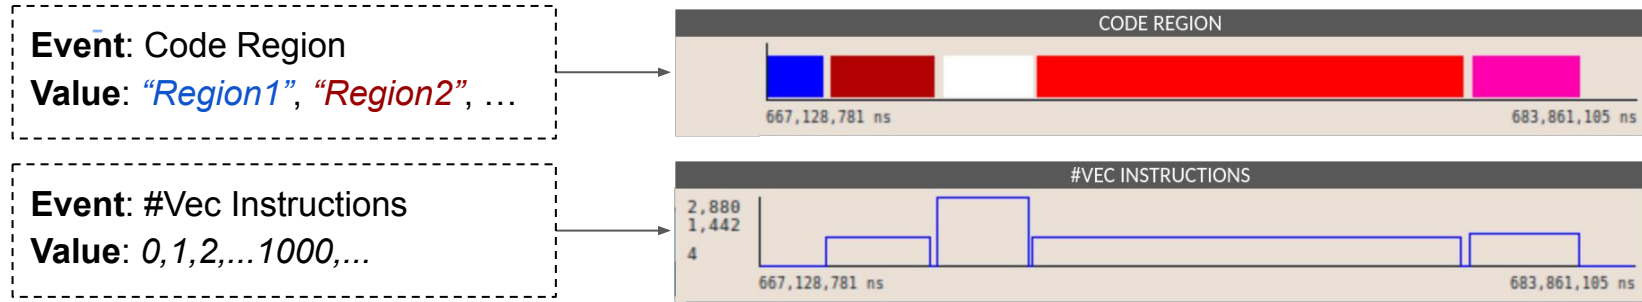 Event: Code Region
Value: “Region1”, “Region2”, …
CODE REGION
667,128,781 ns
683,861,105 ns
Event: #Vec Instructions
Value: 0,1,2,...1000,...
#VEC INSTRUCTIONS
2,880
1,442
4
667,128,781 ns
683,861,105 ns